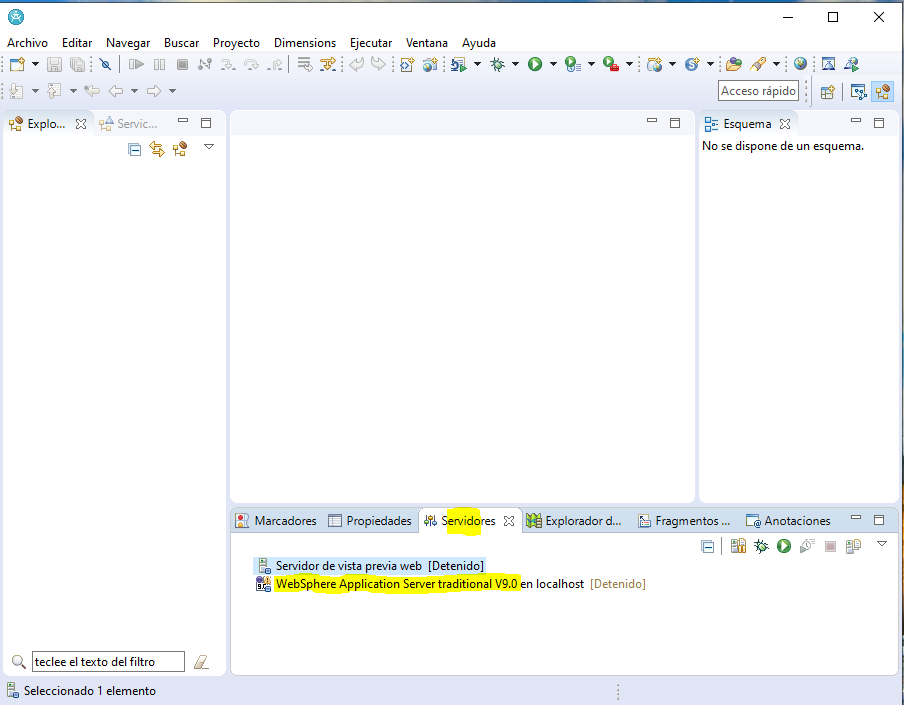 Archivo Editar Navegar Buscar Proyecto Dimensions Ejecutar Ventana Ayuda
Acceso rápido
Explo...
Servic...
Esquema
No se dispone de un esquema.
Marcadores
Propiedades
Servidores
Explorador d...
Fragmentos ...
Anotaciones
Servidor de vista previa web [Detenido]
WebSphere Application Server traditional V9.0 en localhost [Detenido]
teclee el texto del filtro
Seleccionado 1 elemento